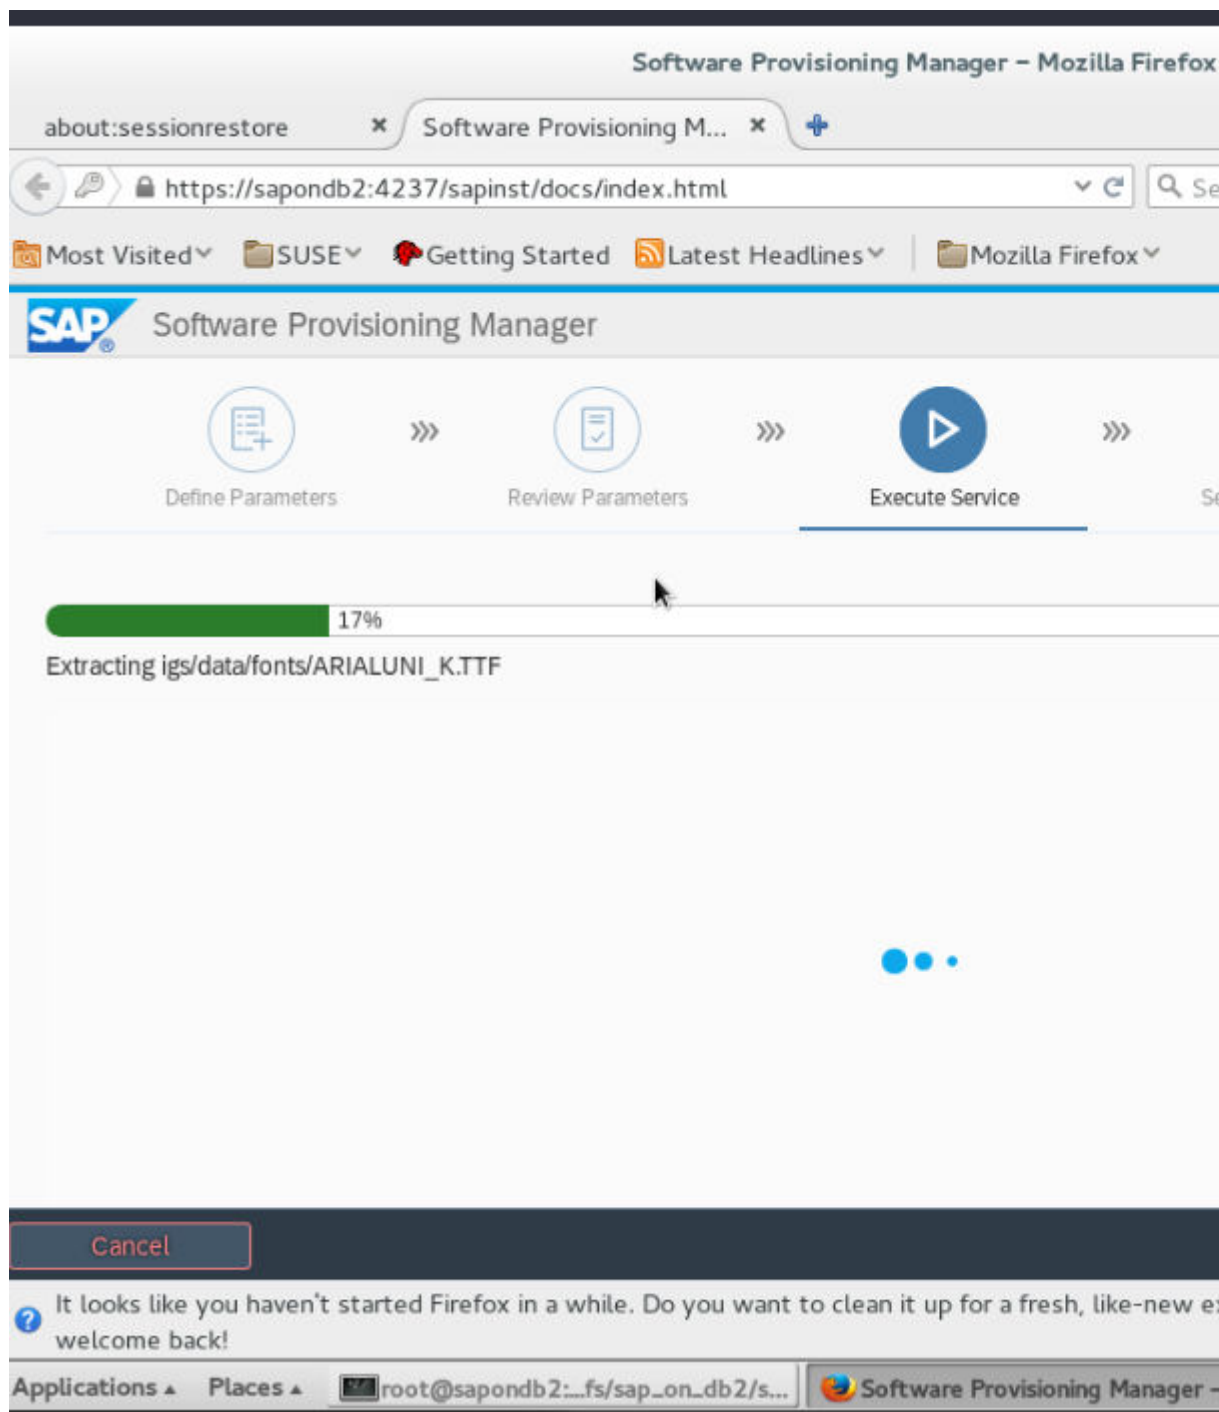 Software Provisioning Manager – Mozilla Firefox
about:sessionrestore
Software Provisioning M...
https://sapondb2:4237/sapinst/docs/index.html
Se
Most Visited
SUSE
Getting Started
Latest Headlines
Mozilla Firefox
SAP®
Software Provisioning Manager
Define Parameters
Review Parameters
Execute Service
Se
17%
Extracting igs/data/fonts/ARIALUNI_K.TTF
Cancel
It looks like you haven't started Firefox in a while. Do you want to clean it up for a fresh, like-new e
welcome back!
Applications
Places
root@sapondb2:...fs/sap_on_db2/s...
Software Provisioning Manager -